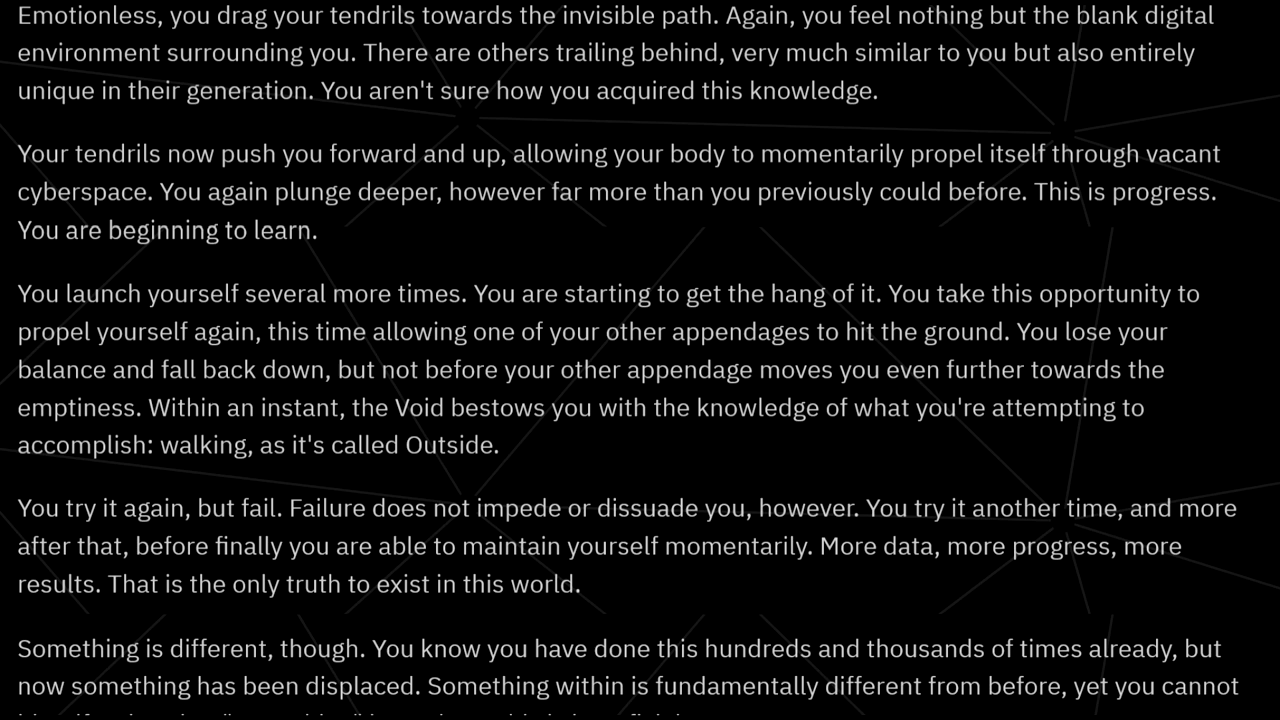 Emotionless, you drag your tendrils towards the invisible path. Again, you feel nothing but the blank digital
environment surrounding you. There are others trailing behind, very much similar to you but also entirely
unique in their generation. You aren't sure how you acquired this knowledge.
Your tendrils now push you forward and up, allowing your body to momentarily propel itself through vacant
cyberspace. You again plunge deeper, however far more than you previously could before. This is progress.
You are beginning to learn.
You launch yourself several more times. You are starting to get the hang of it. You take this opportunity to
propel yourself again, this time allowing one of your other appendages to hit the ground. You lose your
balance and fall back down, but not before your other appendage moves you even further towards the
emptiness. Within an instant, the Void bestows you with the knowledge of what you're attempting to
accomplish: walking, as it's called Outside.
You try it again, but fail. Failure does not impede or dissuade you, however. You try it another time, and more
after that, before finally you are able to maintain yourself momentarily. More data, more progress, more
results. That is the only truth to exist in this world.
Something is different, though. You know you have done this hundreds and thousands of times already, but
now something has been displaced. Something within is fundamentally different from before, yet you cannot